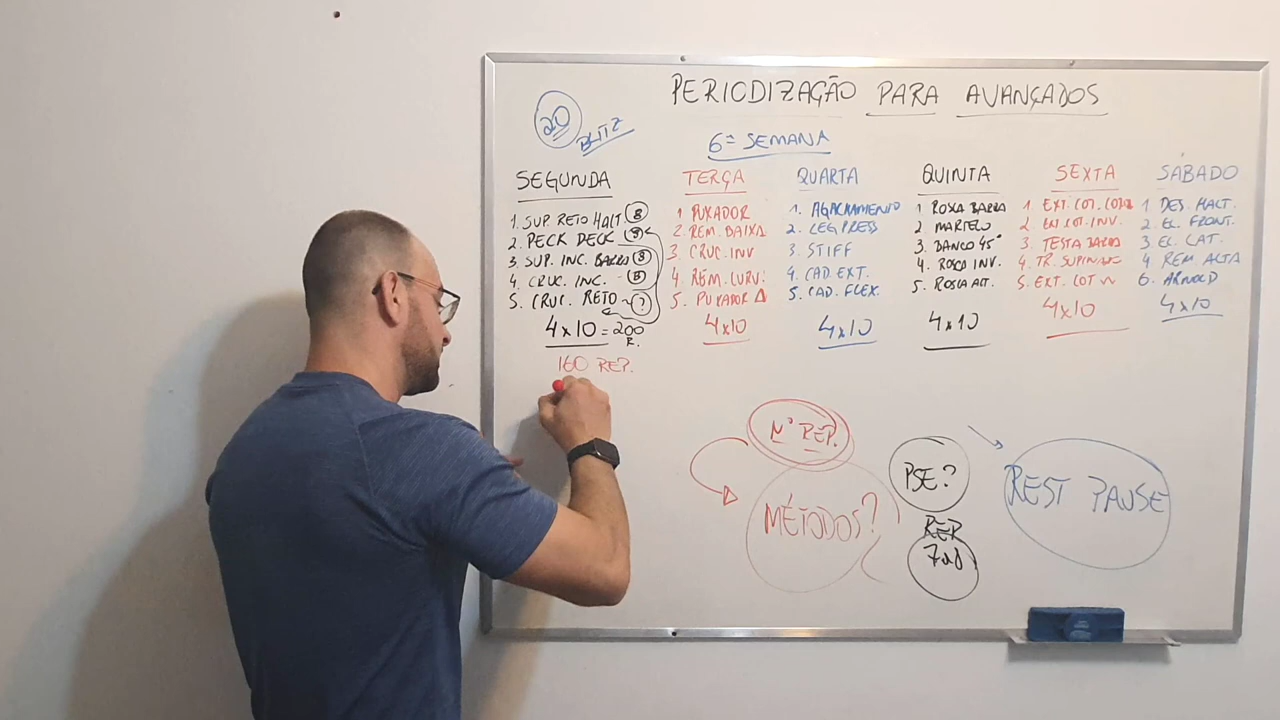 PERIODIZAÇÃO PARA AVANÇADOS
20
BLITZ
6ª SEMANA
SEGUNDA
1. SUP. RETO HALT. 8
2. PECK DECK
3. SUP. INC. BARRA 8
4. CRUC. INC. - 8
5. CRUC. RETO - 7
4x10 = 200
R.
160 REP.
TERÇA
1 PUXADOR
2. REM. BAIXA
3 CRUC. INV
4. REM. CURV.
5. PUXADOR Δ
4x10
QUARTA
1. AGACHAMENTO
2. LEG PRESS
3. STIFF
4. CAD. EXT.
5. CAD. FLEX.
4x10
QUINTA
1 ROSCA BARRA
2 MARTELO
3. BANCO 45°
4. ROSCA INV.
5. ROSCA ALT.
4x10
SEXTA
1 EXT. COT. CORDA
2 EXT COT. INV.
3 TESTA BARRA
4. TR. SUPINADO
5. EXT. COT
4x10
SÁBADO
1 DES. HALT.
2. EL. FRONT.
3 EL. LAT.
4 REM ALTA
6. ARNOLD
4x10
Nº REP.
MÉTODOS?
PSE?
REP
7 a 8
REST PAUSE